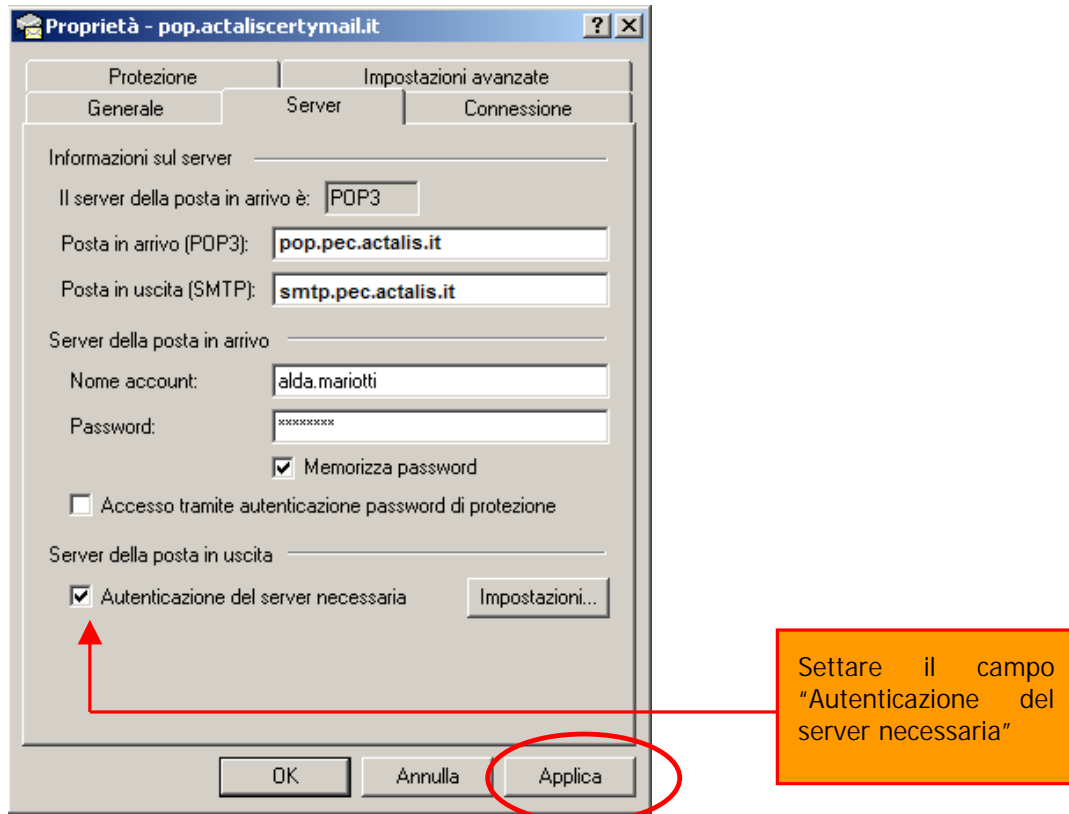 Proprietà - pop.actaliscertymail.it
Protezione
Impostazioni avanzate
Generale
Server
Connessione
Informazioni sul server
Il server della posta in arrivo è: POP3
Posta in arrivo (POP3): pop.pec.actalis.it
Posta in uscita (SMTP): smtp.pec.actalis.it
Server della posta in arrivo
Nome account: alda.mariotti
Password: ××××××××
Memorizza password
Accesso tramite autenticazione password di protezione
Server della posta in uscita
Autenticazione del server necessaria
Impostazioni...
Settare il campo
“Autenticazione del
server necessaria”
OK
Annulla
Applica